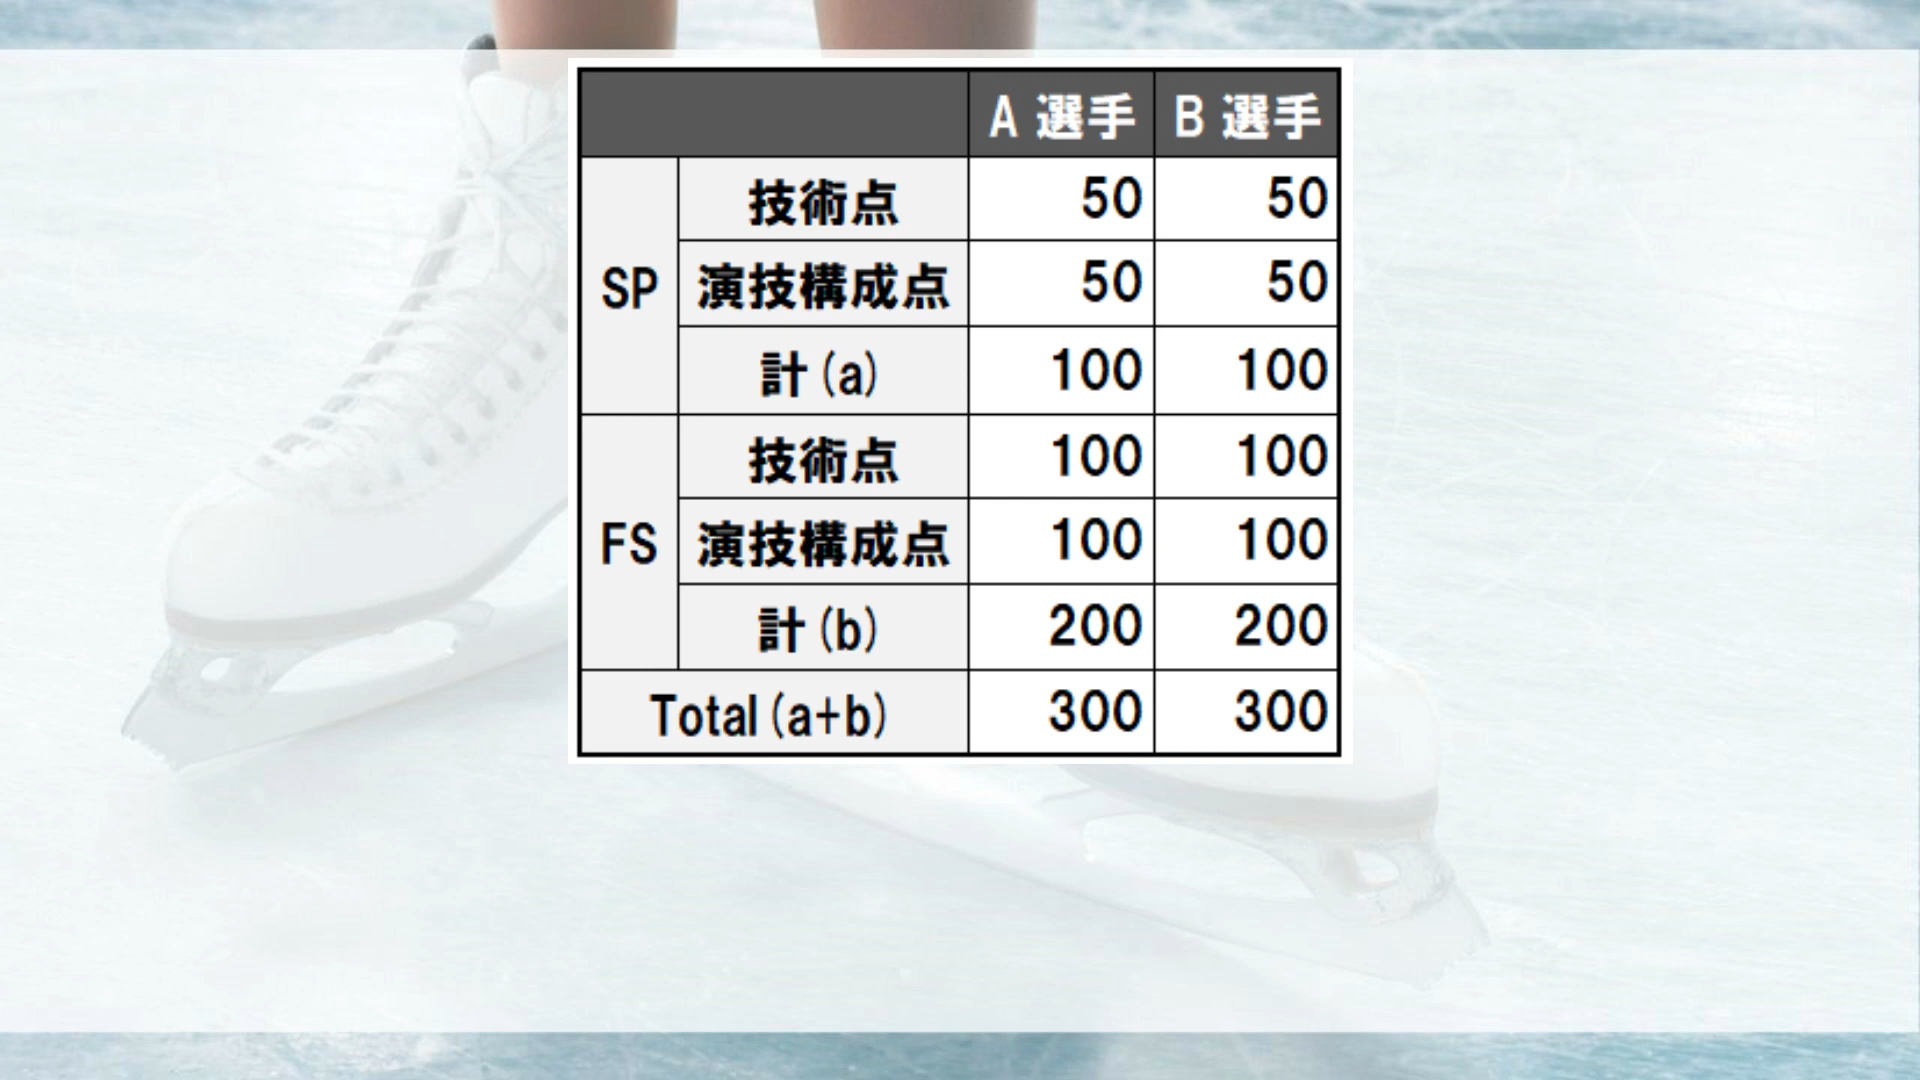 A 選手 B 選手
SP 技術点 50 50
演技構成点 50 50
計(a) 100 100
FS 技術点 100 100
演技構成点 100 100
計(b) 200 200
Total(a+b) 300 300